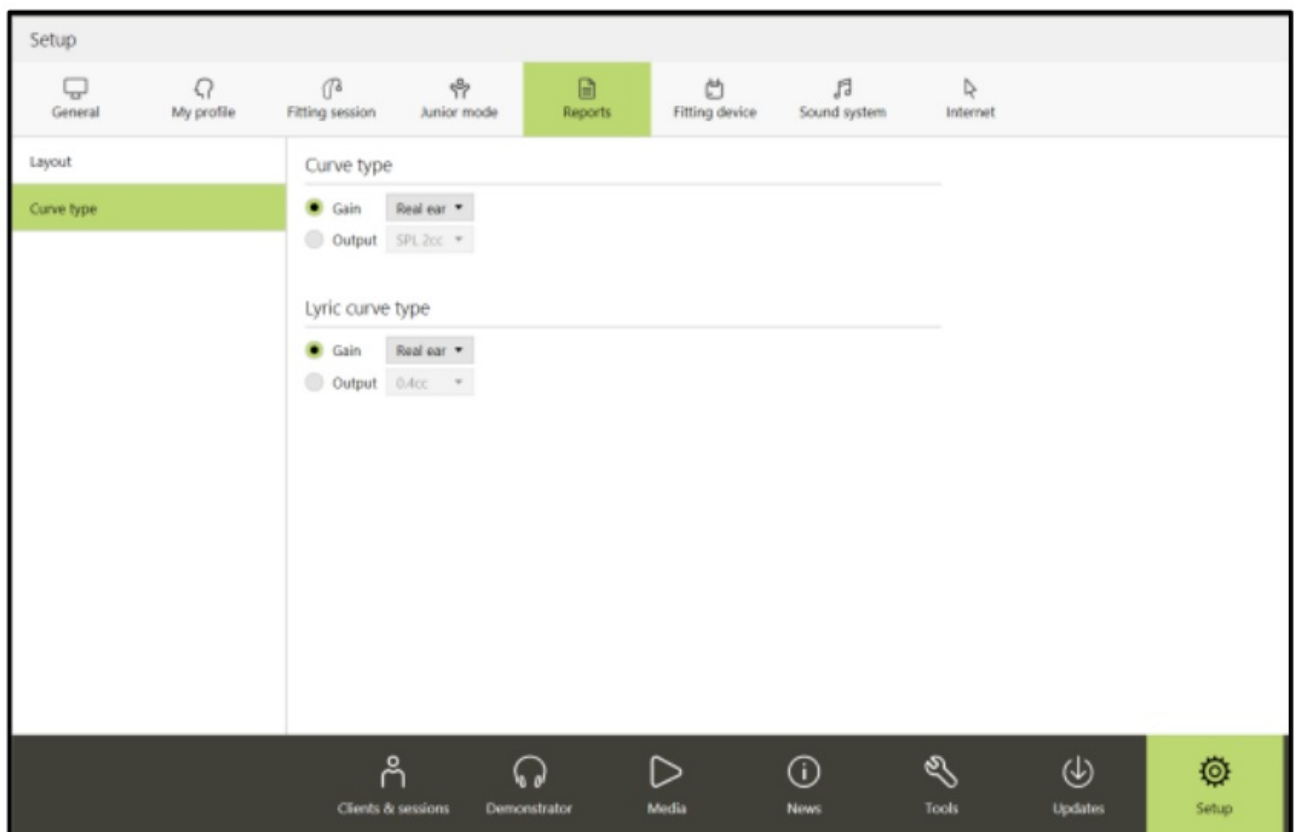 Setup
General My profile Fitting session Junior mode Reports Fitting device Sound system Internet
Layout
Curve type
Curve type
Gain Real ear
Output SPL 2cc
Lyric curve type
Gain Real ear
Output 0.4cc
Clients & sessions Demonstrator Media News Tools Updates Setup